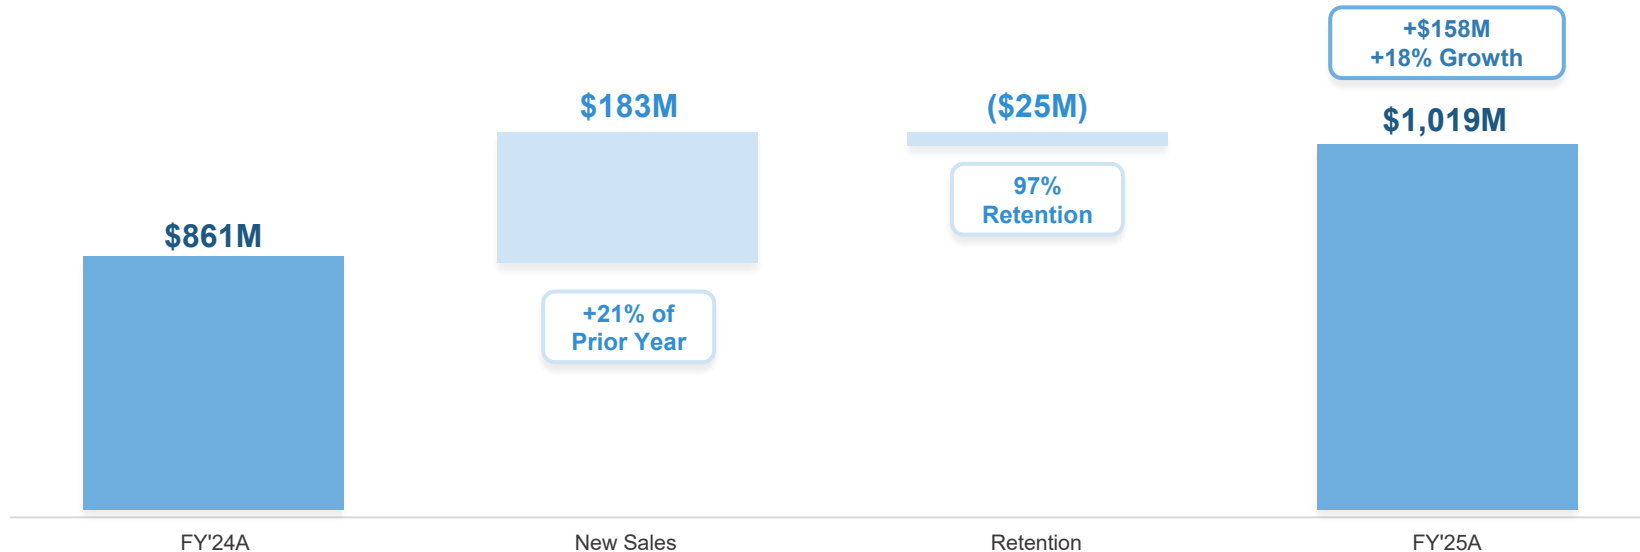 +$158M
+18% Growth
$183M
($25M)
$1,019M
97%
Retention
$861M
+21% of
Prior Year
FY'24A
New Sales
Retention
FY'25A